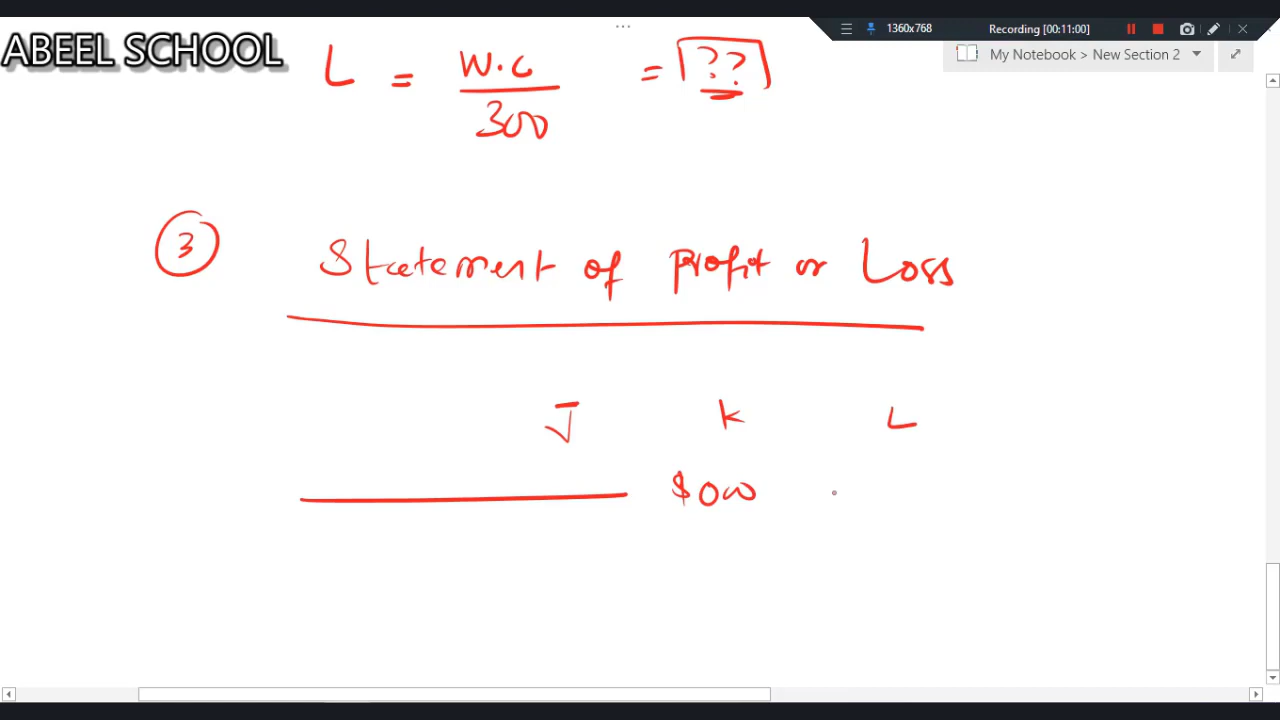 1360x768 Recording [00:11:00]
ABEEL SCHOOL
My Notebook > New Section 2
L = W.C / 300 = ??
3 Statement of profit or Loss
J K L
$000